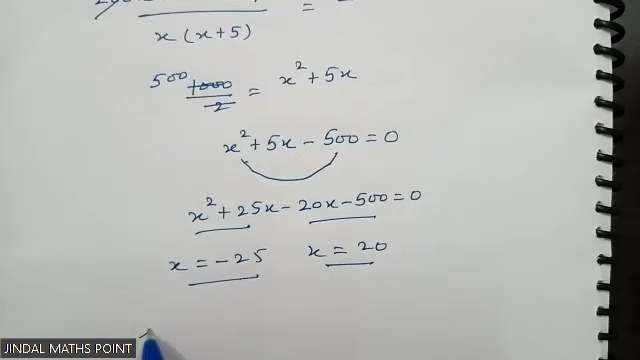 x (x+5)
500 1000/2 = x² + 5x
x² + 5x - 500 = 0
x² + 25x - 20x - 500 = 0
x = -25 x = 20
JINDAL MATHS POINT